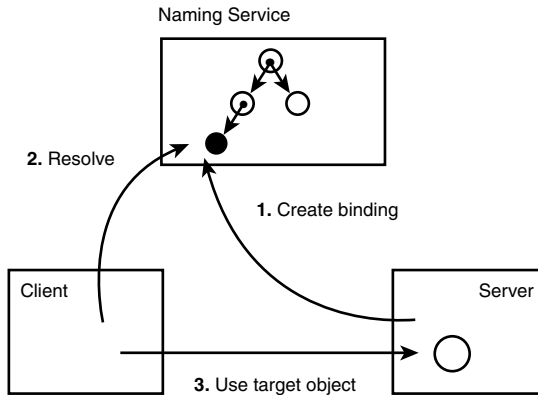 Naming Service
2. Resolve
1. Create binding
Client
Server
3. Use target object